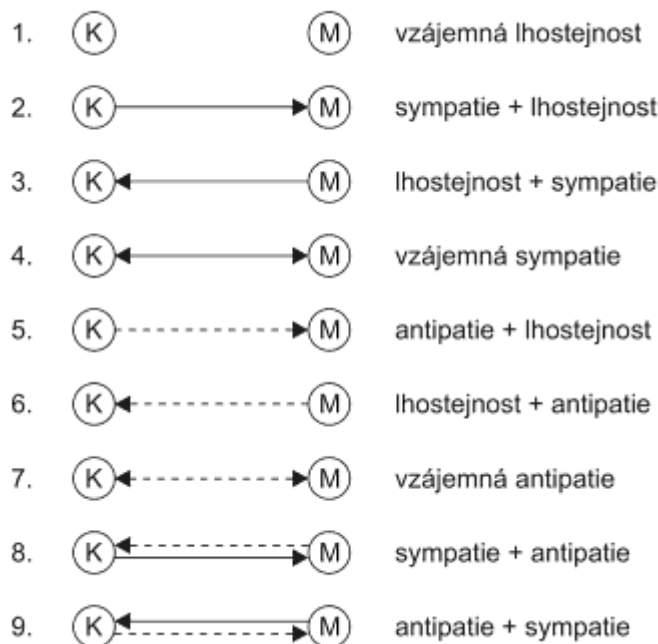 1. K M vzájemná lhostejnost
2. K M sympatie + lhostejnost
3. K M lhostejnost + sympatie
4. K M vzájemná sympatie
5. K M antipatie + lhostejnost
6. K M lhostejnost + antipatie
7. K M vzájemná antipatie
8. K M sympatie + antipatie
9. K M antipatie + sympatie